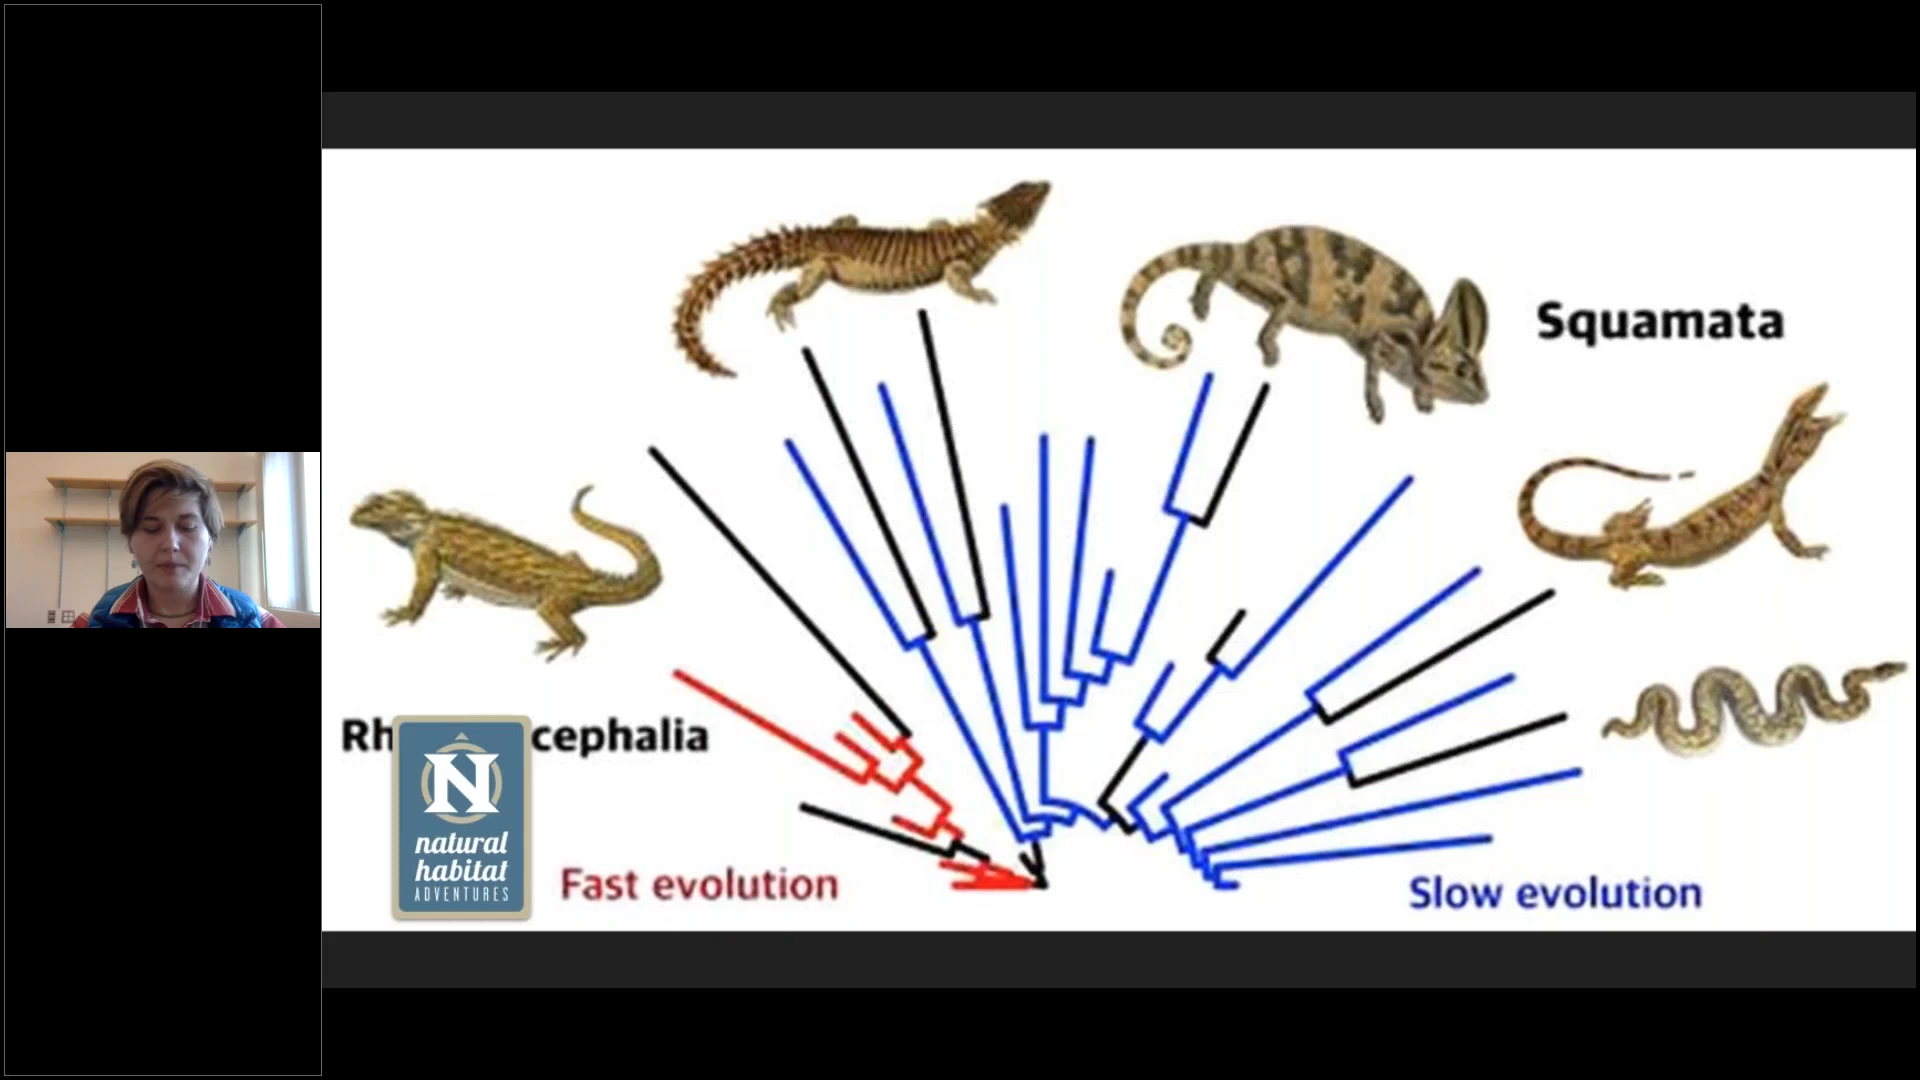 Squamata
Rh cephalia
N
natural
habitat
ADVENTURES
Fast evolution
Slow evolution